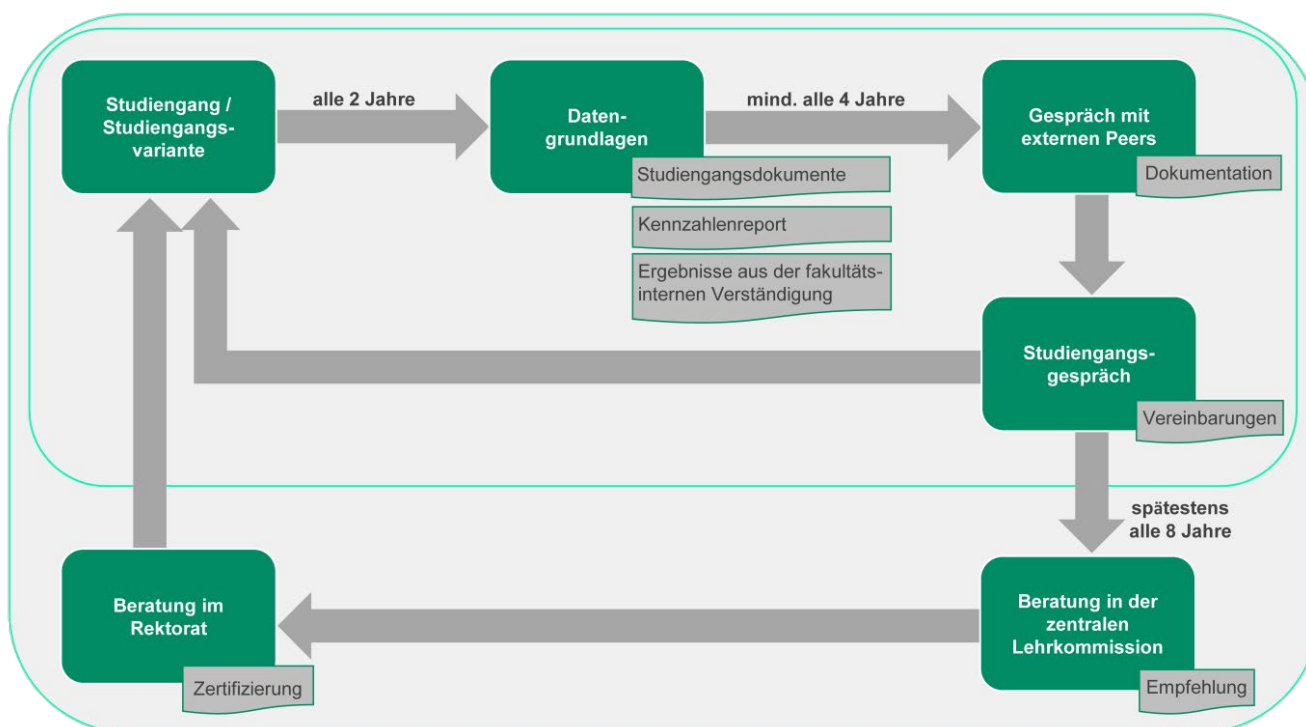 Studiengang /
Studiengangs-
variante
alle 2 Jahre
Daten-
grundlagen
Studiengangsdokumente
Kennzahlenreport
Ergebnisse aus der fakultäts-
internen Verständigung
mind. alle 4 Jahre
Gespräch mit
externen Peers
Dokumentation
Studiengangs-
gespräch
Vereinbarungen
spätestens
alle 8 Jahre
Beratung in der
zentralen
Lehrkommission
Empfehlung
Beratung im
Rektorat
Zertifizierung